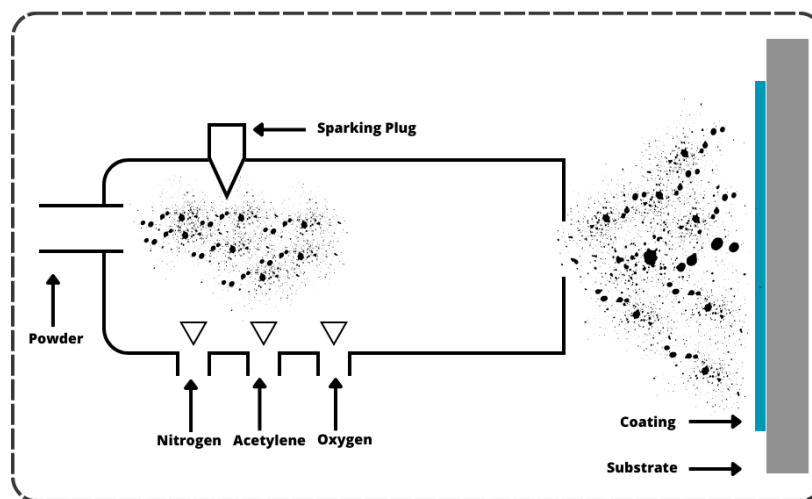 Sparking Plug
Powder
Nitrogen
Acetylene
Oxygen
Coating
Substrate